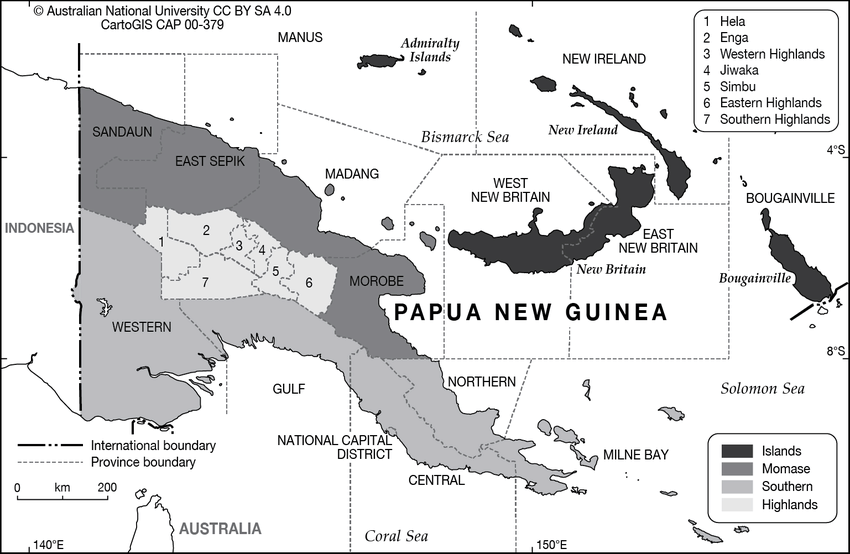 © Australian National University CC BY SA 4.0
CartoGIS CAP 00-379
MANUS
Admiralty
Islands
NEW IRELAND
1 Hela
2 Enga
3 Western Highlands
4 Jiwaka
5 Simbu
6 Eastern Highlands
7 Southern Highlands
SANDAUN
EAST SEPIK
Bismarck Sea
New Ireland
4°S
MADANG
WEST
NEW BRITAIN
BOUGAINVILLE
INDONESIA
1
2
3
4
5
6
7
EAST
NEW BRITAIN
New Britain
Bougainville
MOROBE
PAPUA NEW GUINEA
WESTERN
8°S
GULF
NORTHERN
Solomon Sea
NATIONAL CAPITAL
DISTRICT
CENTRAL
MILNE BAY
International boundary
Province boundary
0 km 200
Islands
Momase
Southern
Highlands
AUSTRALIA
Coral Sea
140°E
150°E